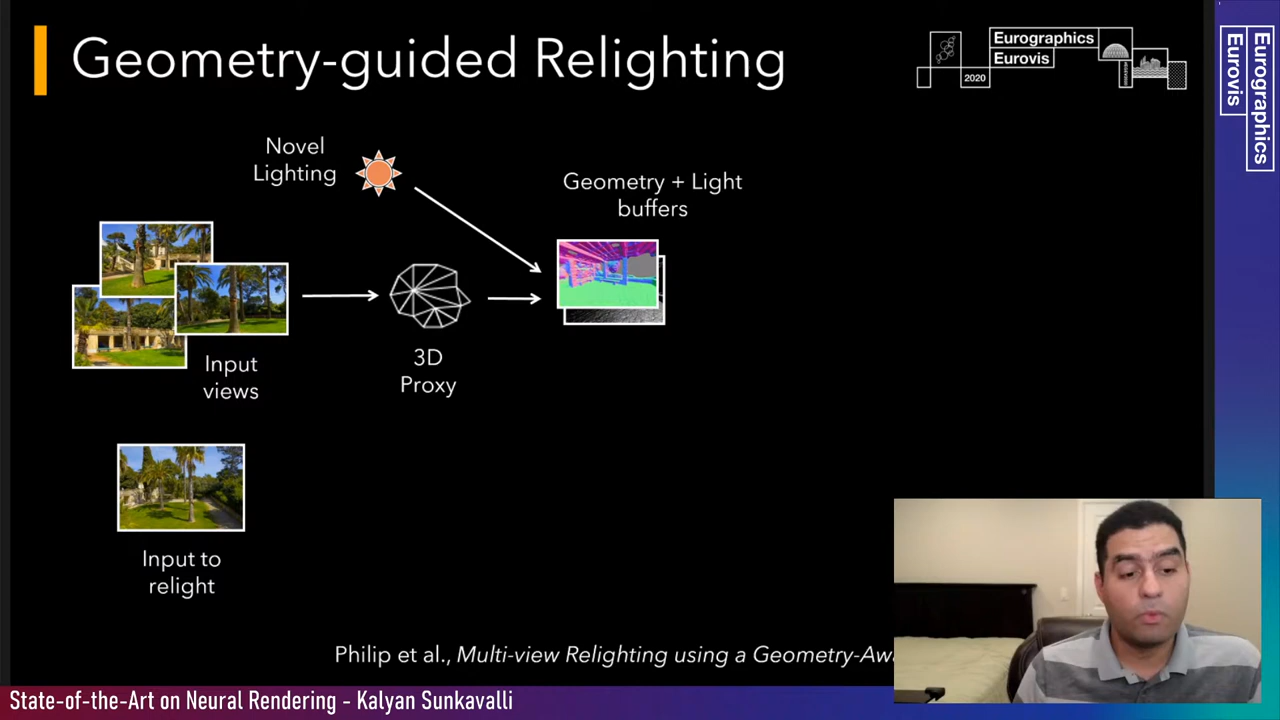 Geometry-guided Relighting
Eurographics
Eurovis
2020
Eurographics
Eurovis
Novel
Lighting
Geometry + Light
buffers
Input
views
3D
Proxy
Input to
relight
Philip et al., Multi-view Relighting using a Geometry-Awa
State-of-the-Art on Neural Rendering - Kalyan Sunkavalli